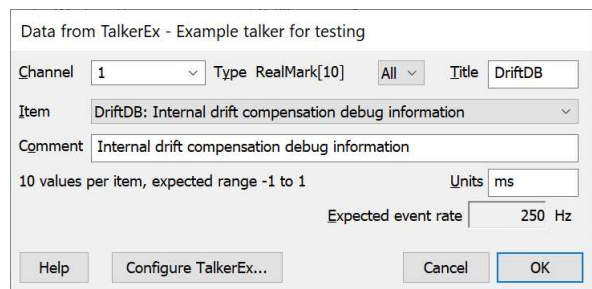 Data from TalkerEx - Example talker for testing
Channel 1 Type RealMark[10] All Title DriftDB
Item DriftDB: Internal drift compensation debug information
Comment Internal drift compensation debug information
10 values per item, expected range -1 to 1 Units ms
Expected event rate 250 Hz
Help Configure TalkerEx... Cancel OK